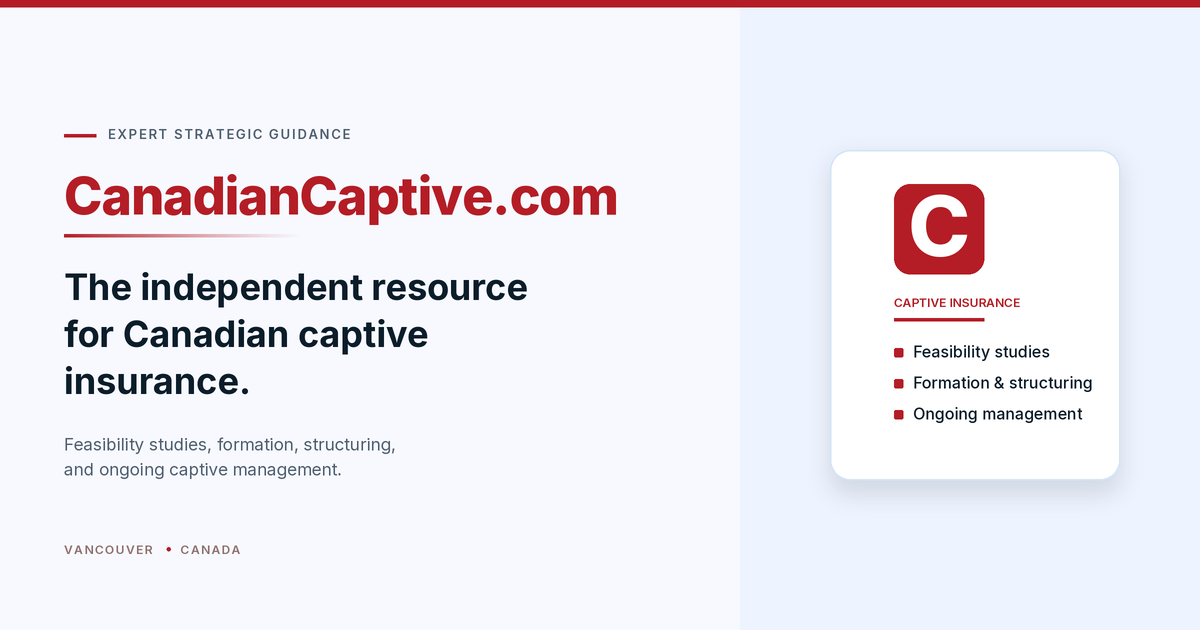 EXPERT STRATEGIC GUIDANCE
CanadianCaptive.com
The independent resource
for Canadian captive
insurance.
Feasibility studies, formation, structuring,
and ongoing captive management.
VANCOUVER • CANADA
C
CAPTIVE INSURANCE
Feasibility studies
Formation & structuring
Ongoing management